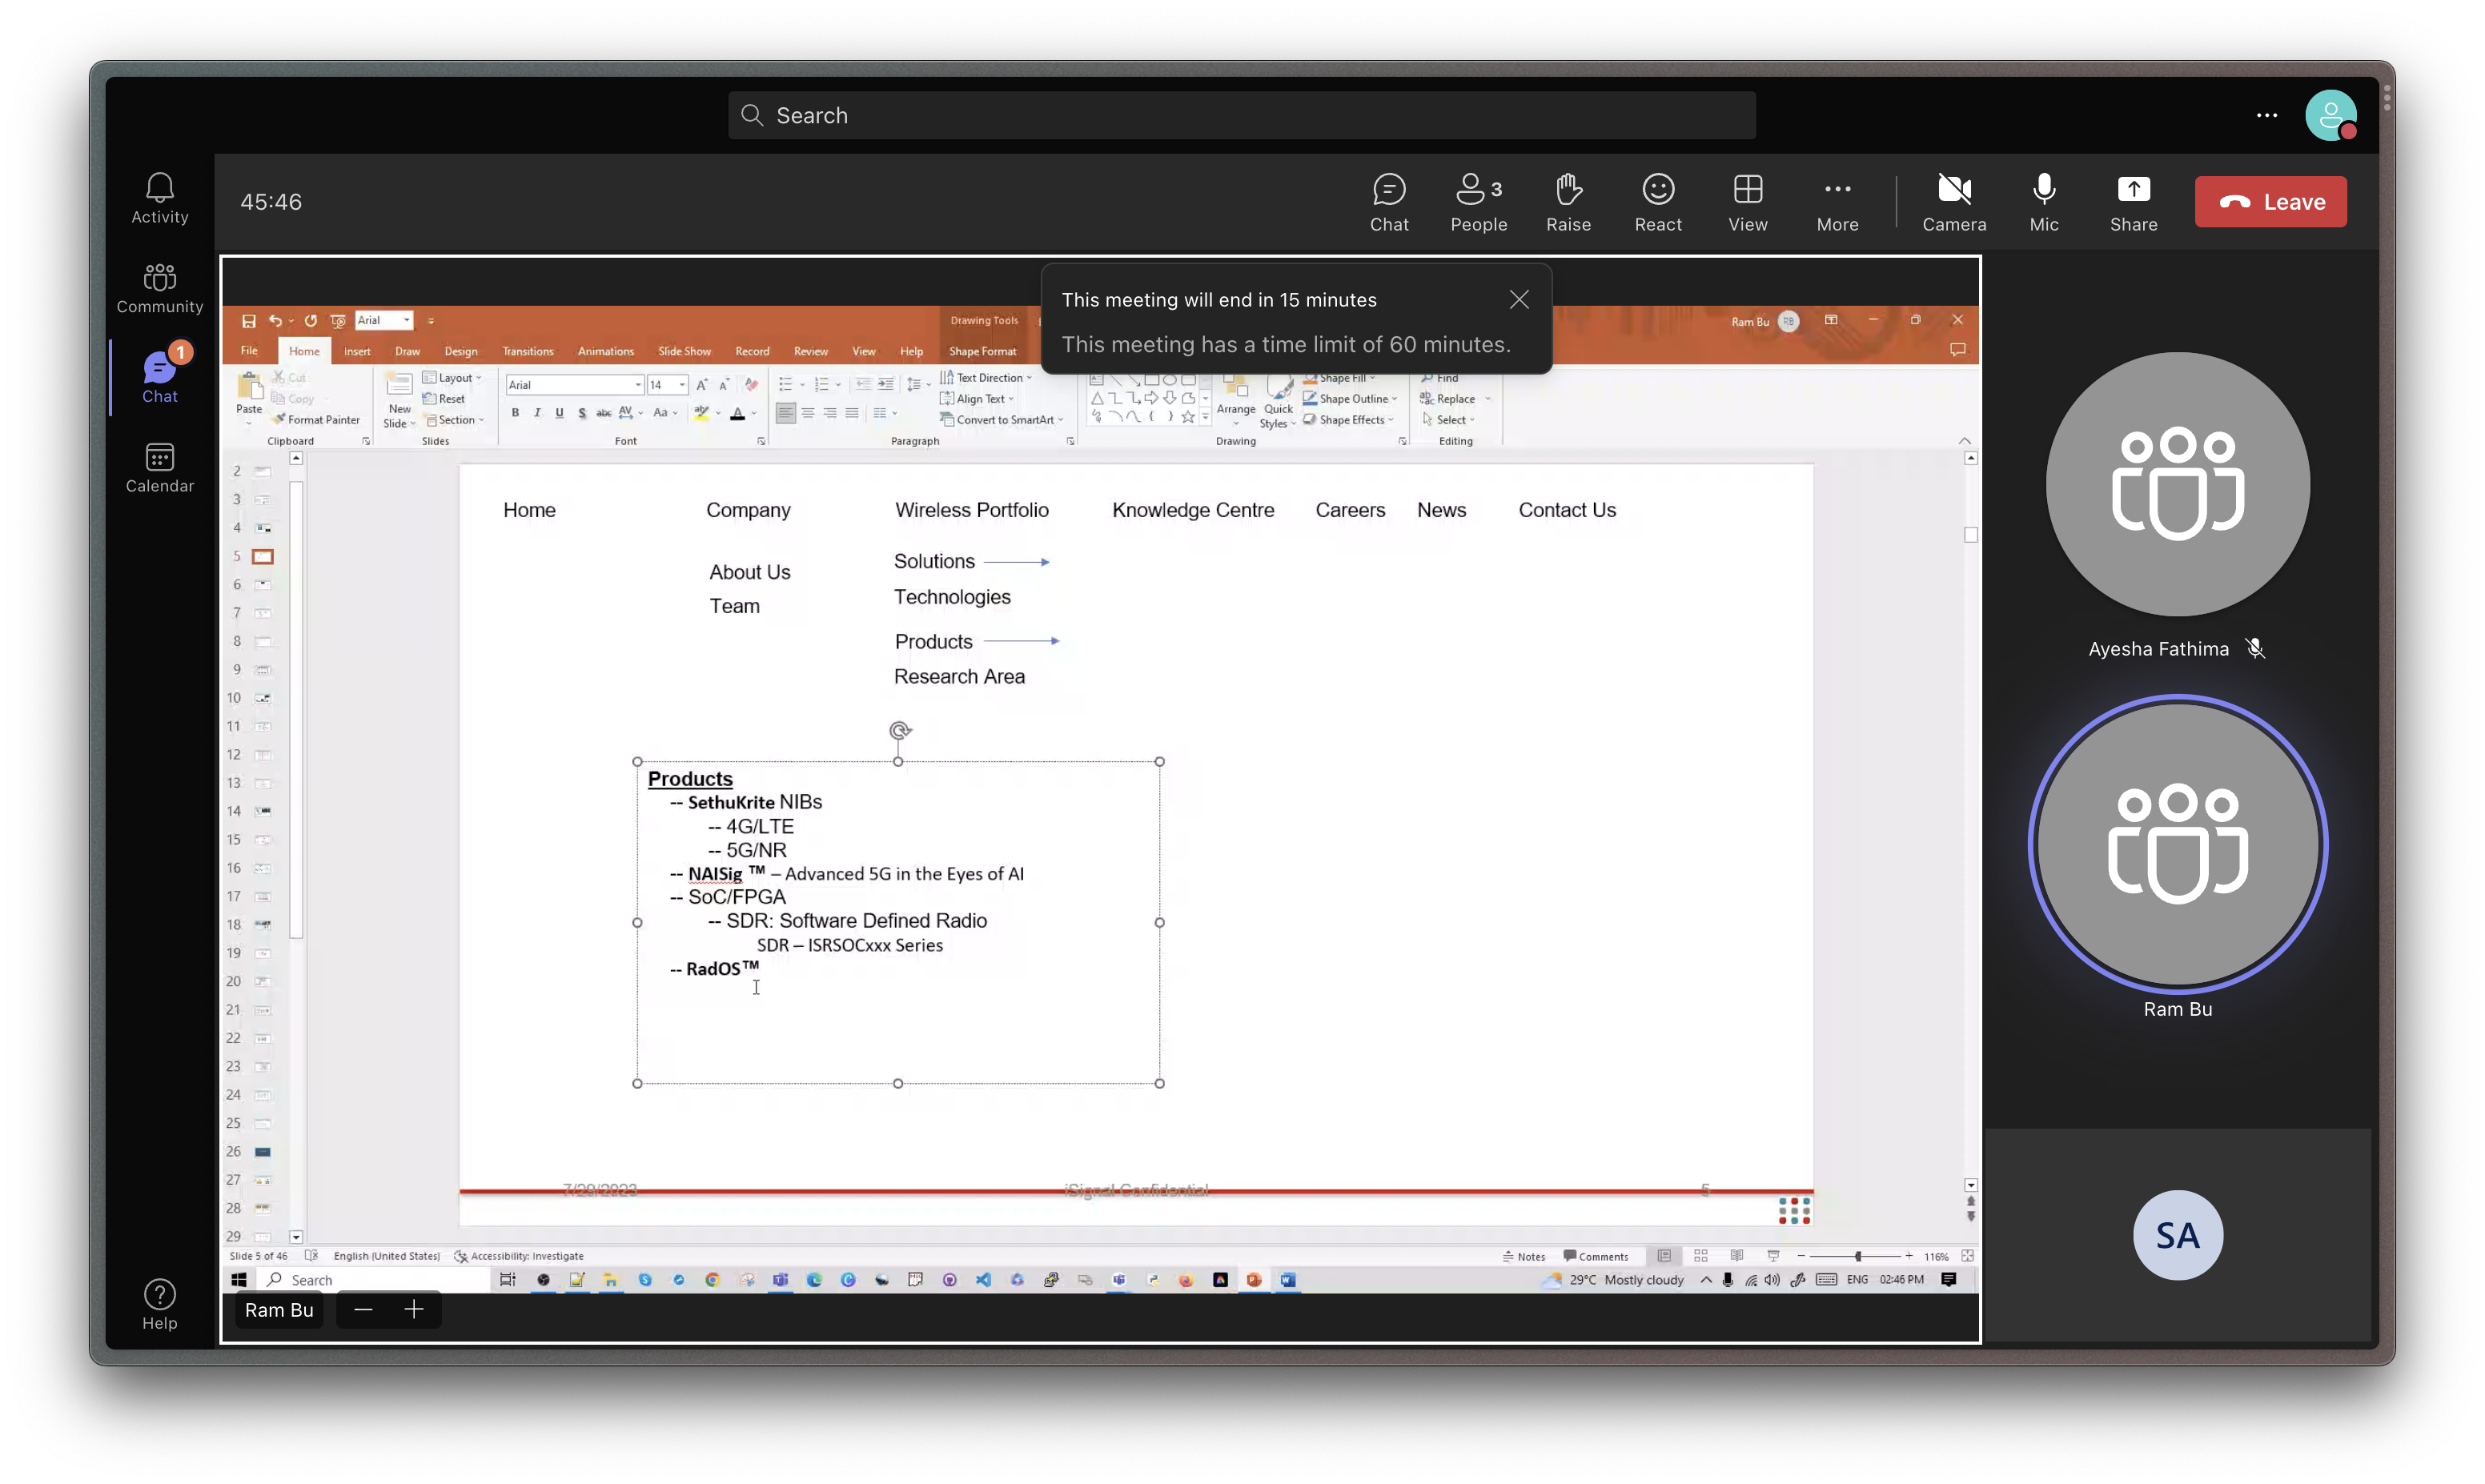 Search
Activity
Community
1
Chat
Calendar
Help
45:46
Chat
3
People
Raise
React
View
More
Camera
Mic
Share
Leave
This meeting will end in 15 minutes
This meeting has a time limit of 60 minutes.
Arial
Drawing Tools
Ram Bu
RB
File Home Insert Draw Design Transitions Animations Slide Show Record Review View Help Shape Format
Paste
Cut
Copy
Format Painter
Clipboard
New
Slide
Layout
Reset
Section
Slides
Arial
14
B I U S abc AV Aa A
Font
Text Direction
Align Text
Convert to SmartArt
Paragraph
Arrange
Quick
Styles
Shape Fill
Shape Outline
Shape Effects
Drawing
Find
Replace
Select
Editing
2
3
4
5
6
7
8
9
10
11
12
13
14
15
16
17
18
19
20
21
22
23
24
25
26
27
28
29
Home Company Wireless Portfolio Knowledge Centre Careers News Contact Us
About Us
Team
Solutions
Technologies
Products
Research Area
Products
-- SethuKrite NIBs
-- 4G/LTE
-- 5G/NR
-- NAISig ™ – Advanced 5G in the Eyes of AI
-- SoC/FPGA
-- SDR: Software Defined Radio
SDR – ISRSOCxxx Series
-- RadOS™
7/29/2023 iSignal Confidential 5
Slide 5 of 46 English (United States) Accessibility: Investigate Notes Comments 116%
Search 29°C Mostly cloudy ENG 02:46 PM
Ram Bu
Ayesha Fathima
Ram Bu
SA